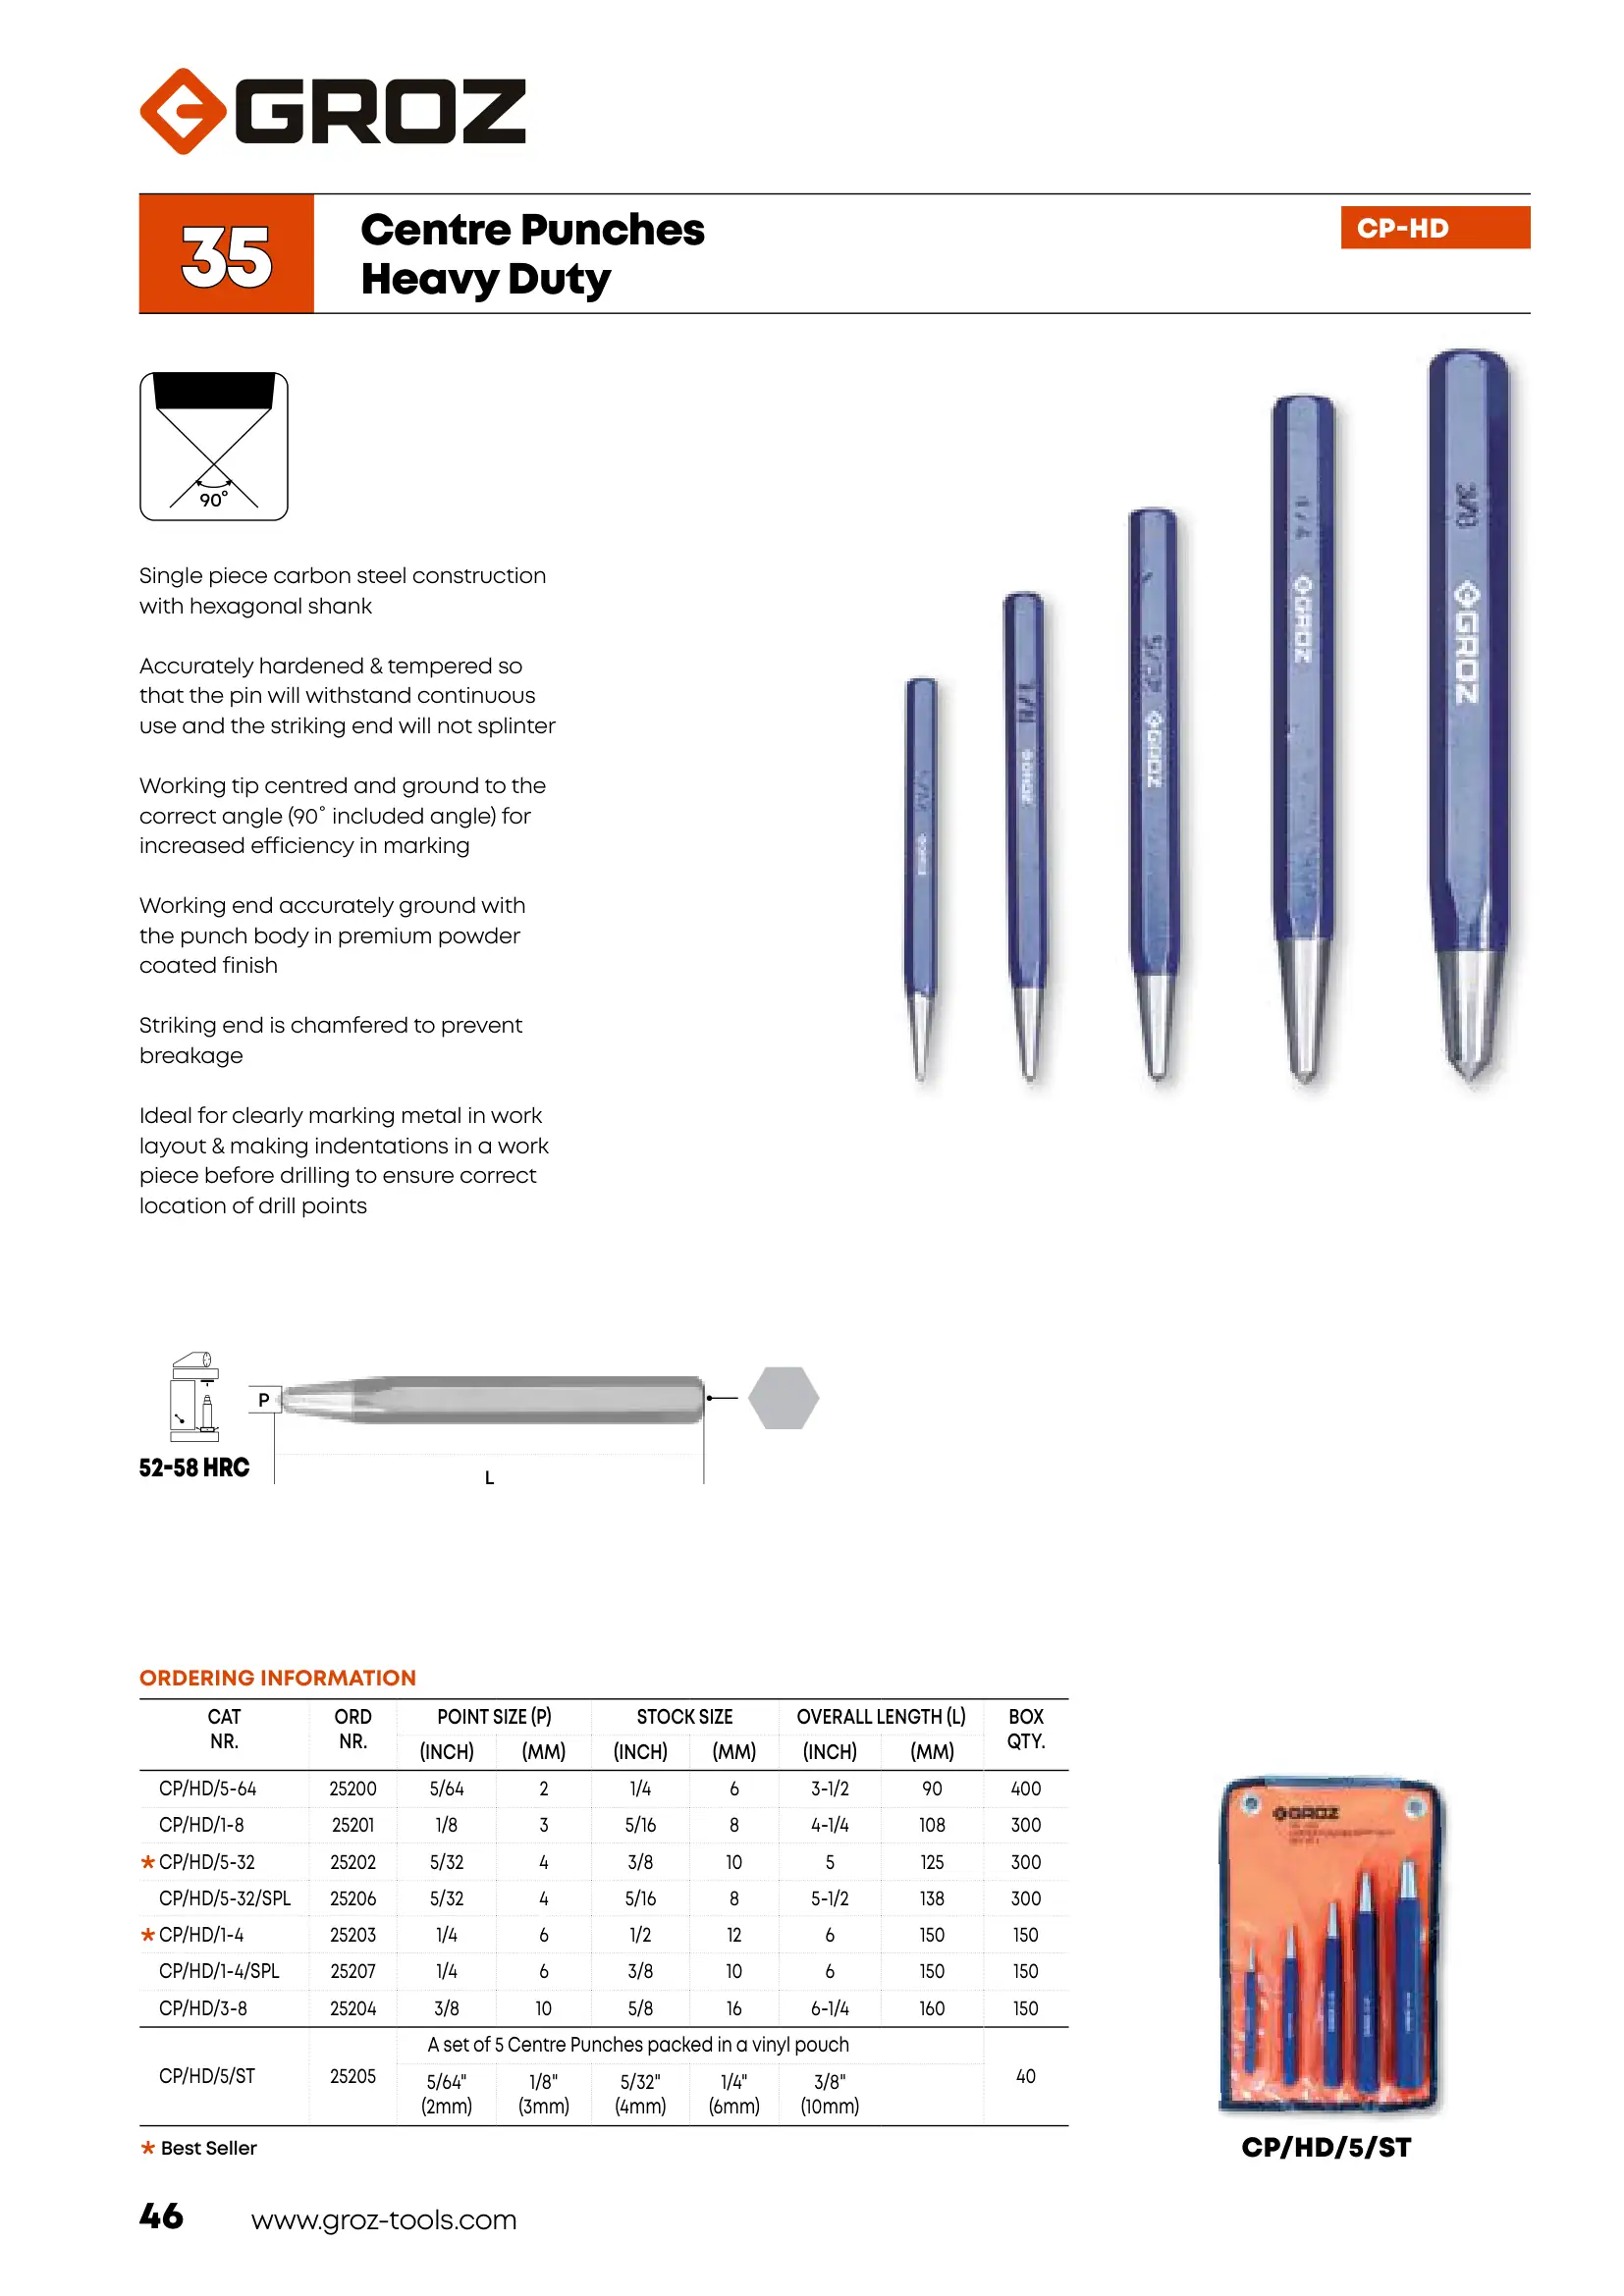 GROZ
35
Centre Punches
Heavy Duty
CP-HD
90°
Single piece carbon steel construction
with hexagonal shank
Accurately hardened & tempered so
that the pin will withstand continuous
use and the striking end will not splinter
Working tip centred and ground to the
correct angle (90° included angle) for
increased efficiency in marking
Working end accurately ground with
the punch body in premium powder
coated finish
Striking end is chamfered to prevent
breakage
Ideal for clearly marking metal in work
layout & making indentations in a work
piece before drilling to ensure correct
location of drill points
1/8
GROZ
5/32
GROZ
1/4
GROZ
3/8
GROZ
P
52-58 HRC
L
ORDERING INFORMATION
CAT NR. ORD NR. POINT SIZE (P) STOCK SIZE OVERALL LENGTH (L) BOX QTY.
(INCH) (MM) (INCH) (MM) (INCH) (MM)
CP/HD/5-64 25200 5/64 2 1/4 6 3-1/2 90 400
CP/HD/1-8 25201 1/8 3 5/16 8 4-1/4 108 300
* CP/HD/5-32 25202 5/32 4 3/8 10 5 125 300
CP/HD/5-32/SPL 25206 5/32 4 5/16 8 5-1/2 138 300
* CP/HD/1-4 25203 1/4 6 1/2 12 6 150 150
CP/HD/1-4/SPL 25207 1/4 6 3/8 10 6 150 150
CP/HD/3-8 25204 3/8 10 5/8 16 6-1/4 160 150
A set of 5 Centre Punches packed in a vinyl pouch
CP/HD/5/ST 25205 5/64" 1/8" 5/32" 1/4" 3/8" 40
(2mm) (3mm) (4mm) (6mm) (10mm)
* Best Seller
GROZ
CP/HD/5/ST
46
www.groz-tools.com